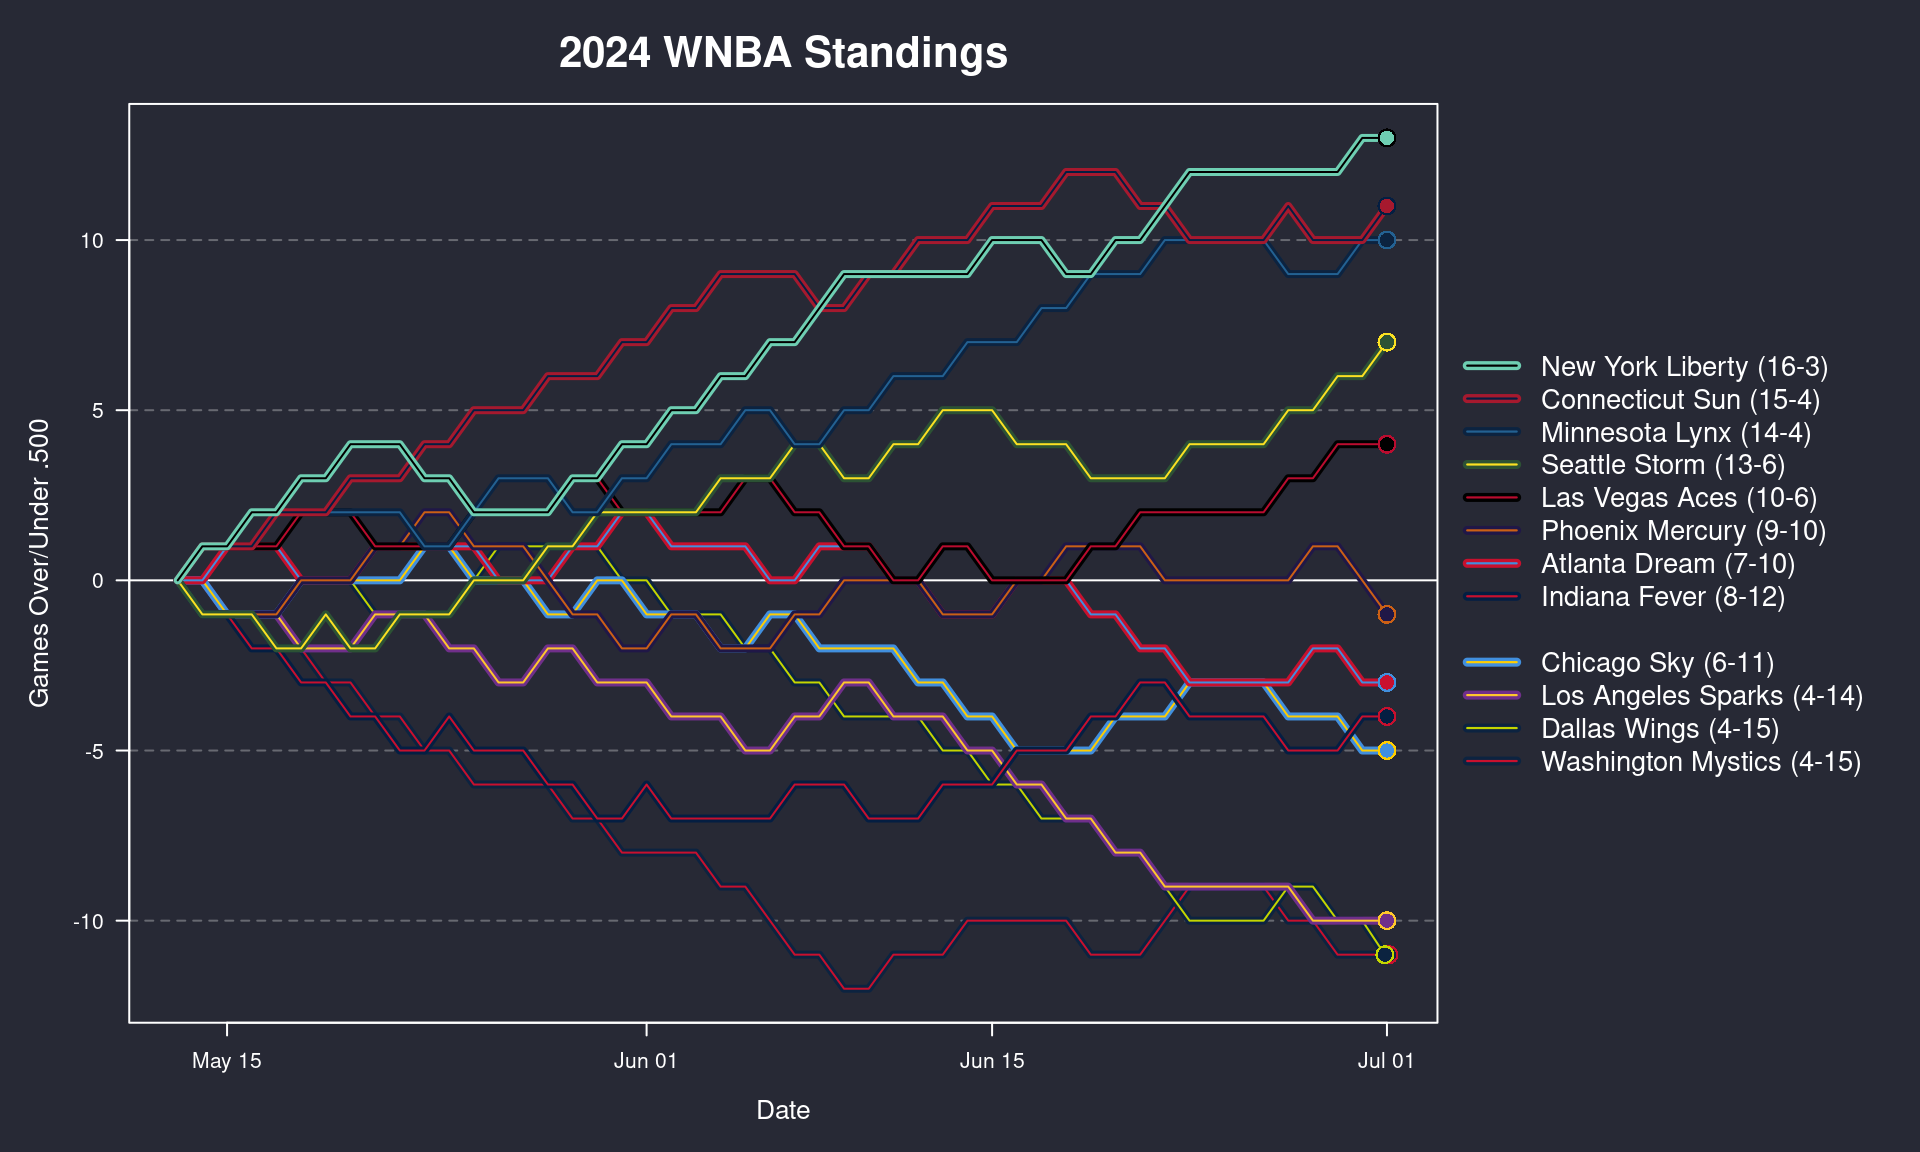 2024 WNBA Standings
Games Over/Under .500
10
5
0
-5
-10
May 15
Jun 01
Jun 15
Jul 01
Date
New York Liberty (16-3)
Connecticut Sun (15-4)
Minnesota Lynx (14-4)
Seattle Storm (13-6)
Las Vegas Aces (10-6)
Phoenix Mercury (9-10)
Atlanta Dream (7-10)
Indiana Fever (8-12)
Chicago Sky (6-11)
Los Angeles Sparks (4-14)
Dallas Wings (4-15)
Washington Mystics (4-15)